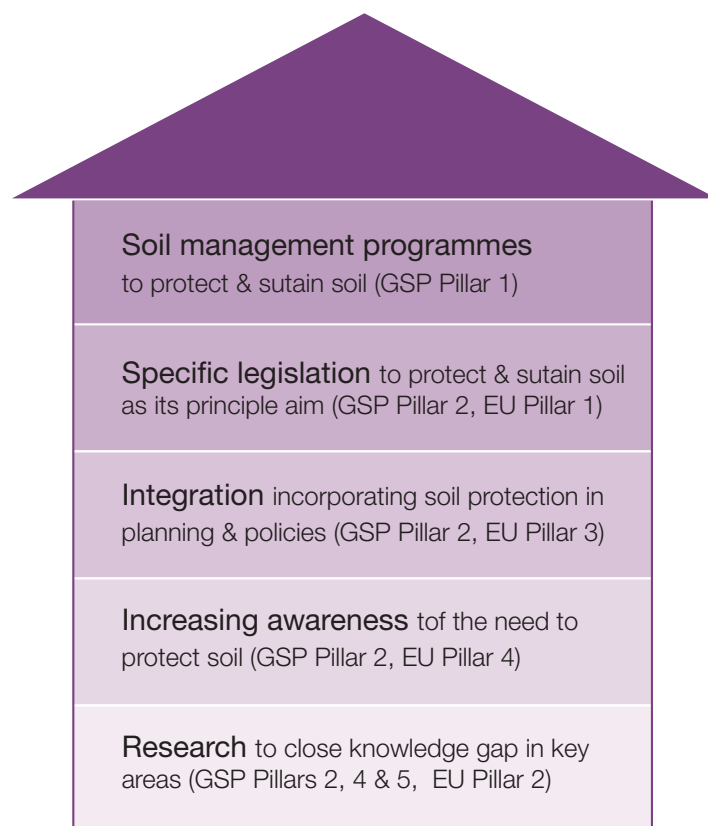 Soil management programmes
to protect & sutain soil (GSP Pillar 1)
Specific legislation to protect & sutain soil
as its principle aim (GSP Pillar 2, EU Pillar 1)
Integration incorporating soil protection in
planning & policies (GSP Pillar 2, EU Pillar 3)
Increasing awareness tof the need to
protect soil (GSP Pillar 2, EU Pillar 4)
Research to close knowledge gap in key
areas (GSP Pillars 2, 4 & 5, EU Pillar 2)